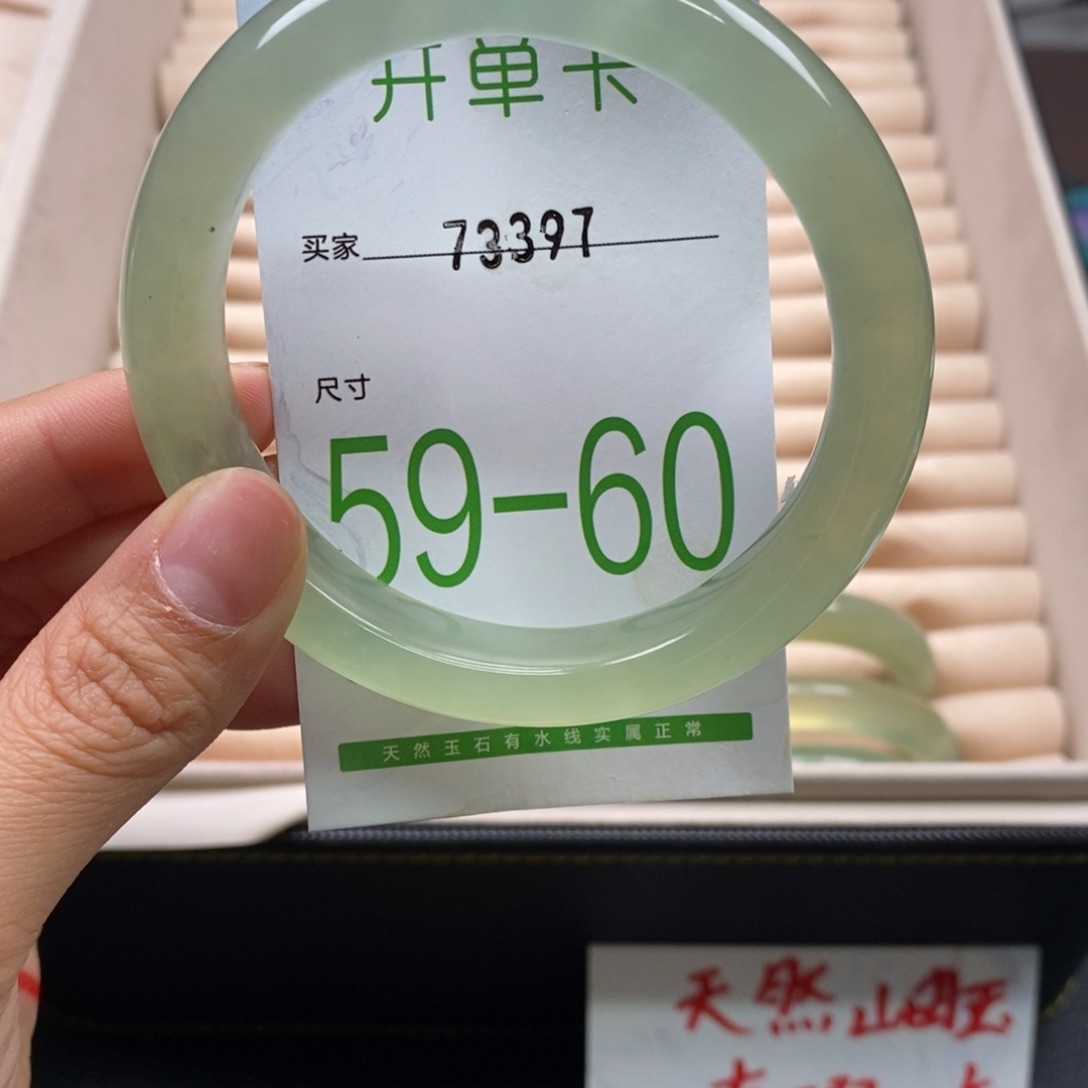 开单卡
买家 73397
尺寸
59-60
天然玉石有水线实属正常
天然山